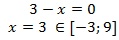 3 − x = 0
x = 3 ∈ [−3; 9]